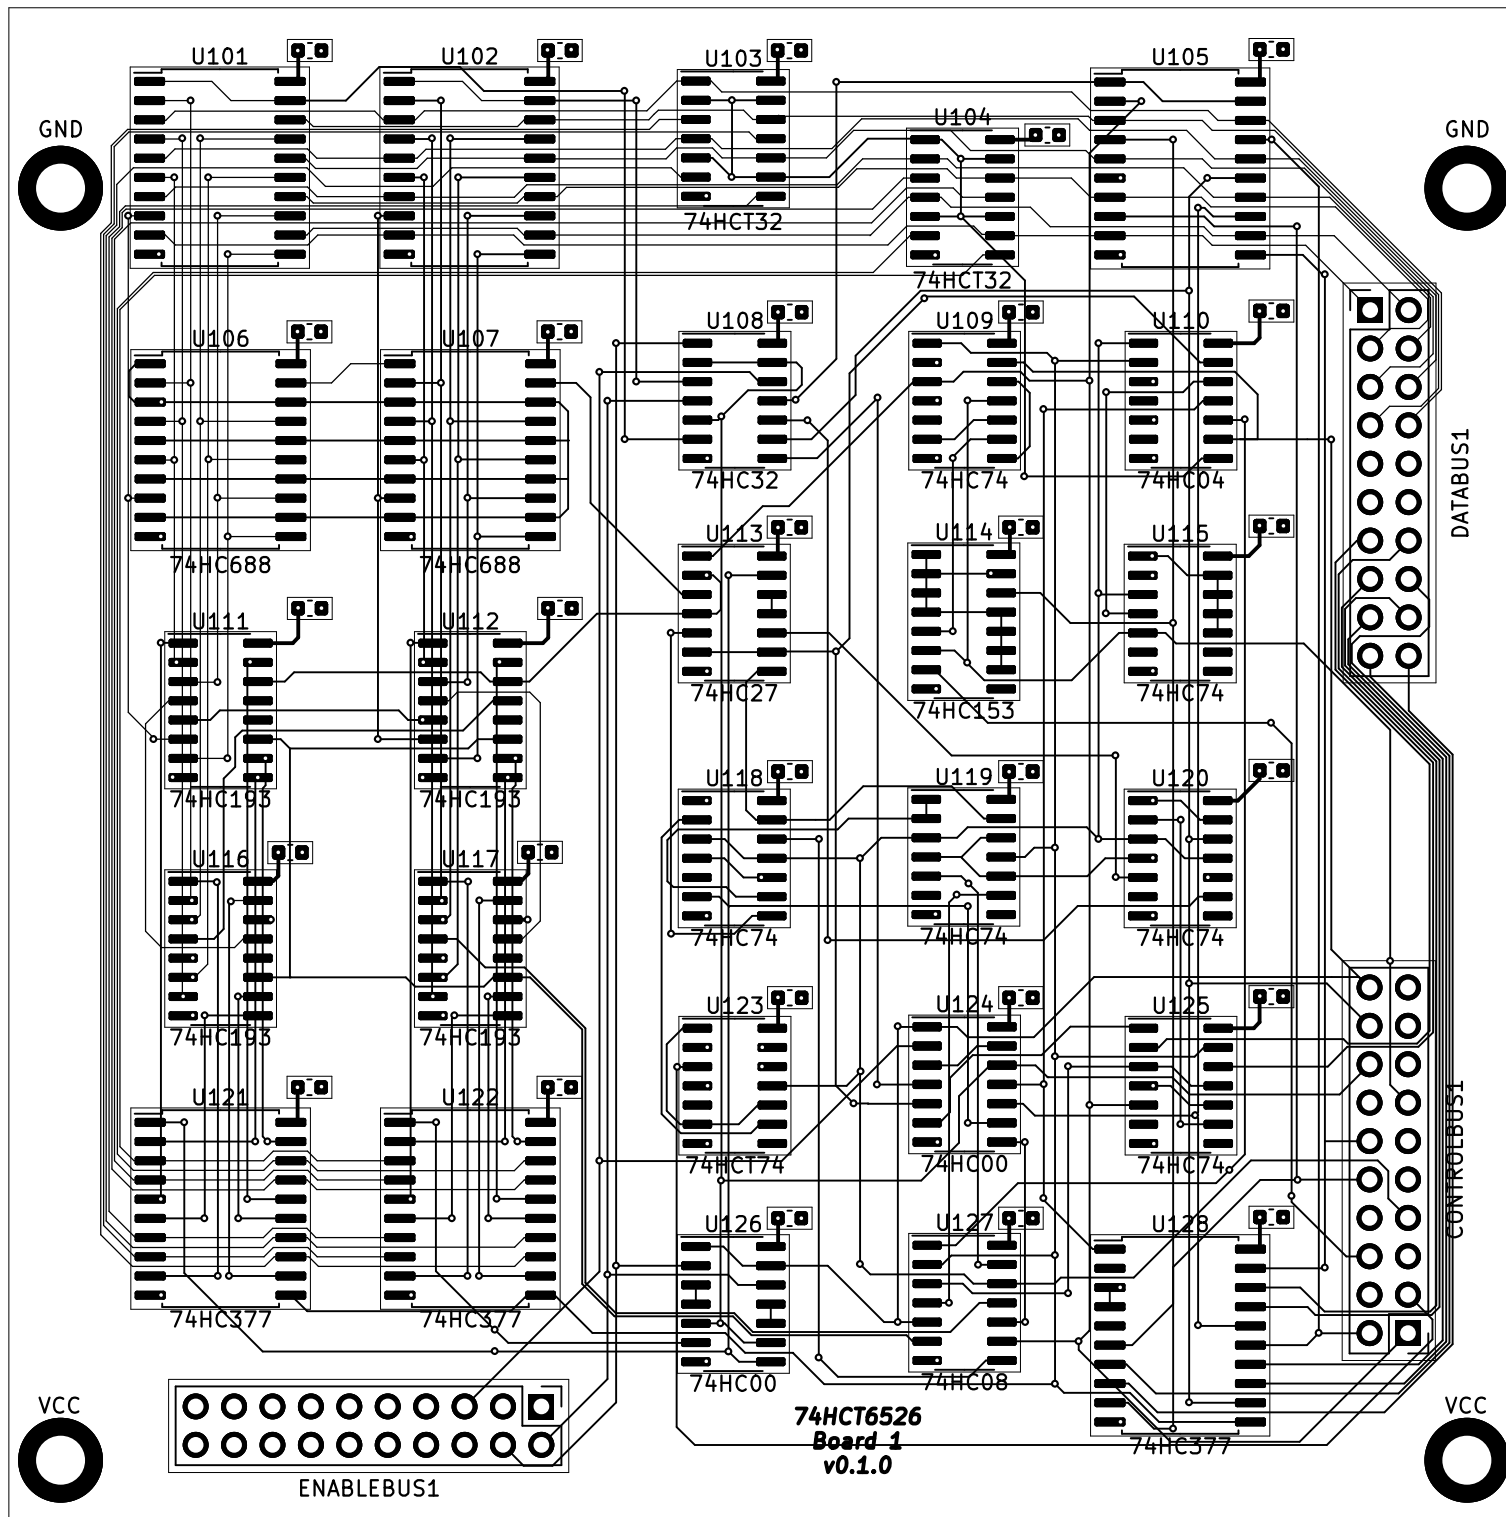 U101
U102
U103
U105
GND
U104
GND
74HCT32
74HCT32
U106
U107
U108
U109
U110
74HC688
74HC688
74HC32
74HC74
74HC04
DATABUS1
U111
U112
U113
U114
U115
74HC193
74HC193
74HC27
74HC153
74HC74
U116
U117
U118
U119
U120
74HC193
74HC193
74HC74
74HC74
74HC74
U121
U122
U123
U124
U125
74HC377
74HC377
74HCT74
74HC00
74HC74
CONTROLBUS1
U126
U127
U128
74HC00
74HC08
74HC377
VCC
VCC
ENABLEBUS1
74HCT6526
Board 1
v0.1.0